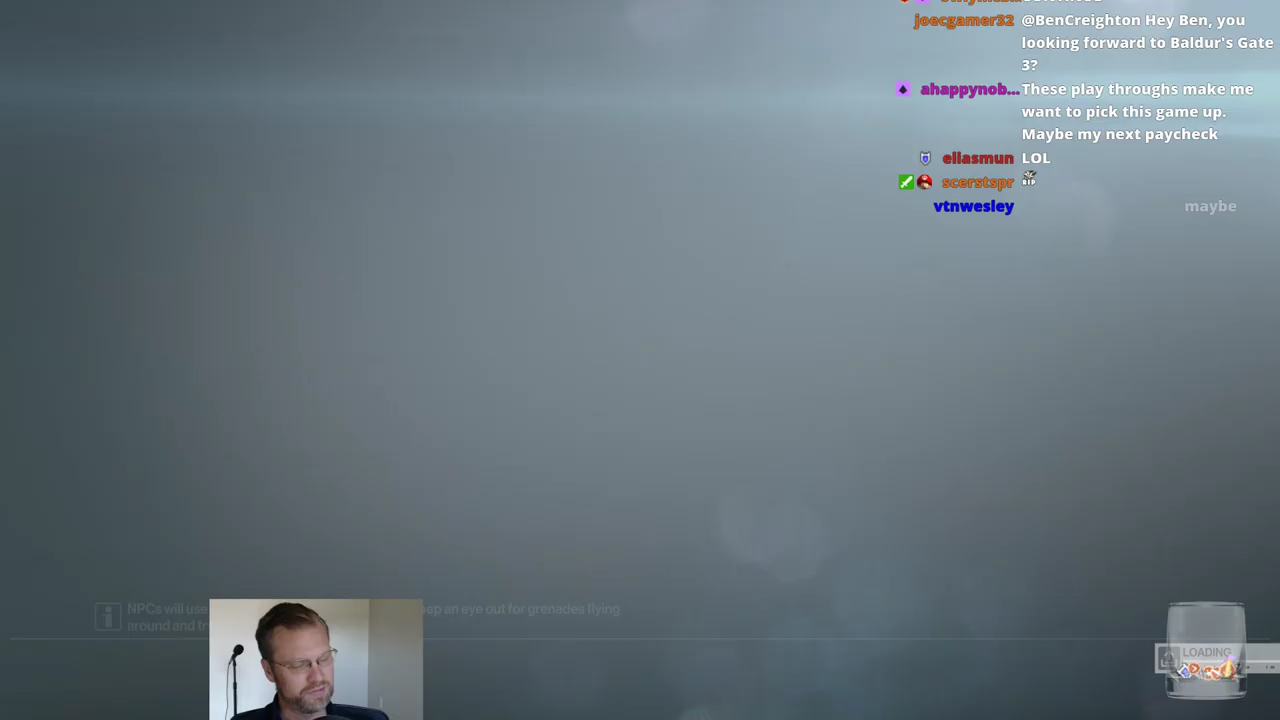 joecgamer32 @BenCreighton Hey Ben, you
looking forward to Baldur's Gate
3?
ahappynob... These play throughs make me
want to pick this game up.
Maybe my next paycheck
eliasmun LOL
scerstspr RIP
vtnwesley maybe
NPCs will use an eye out for grenades flying
around and
LOADING